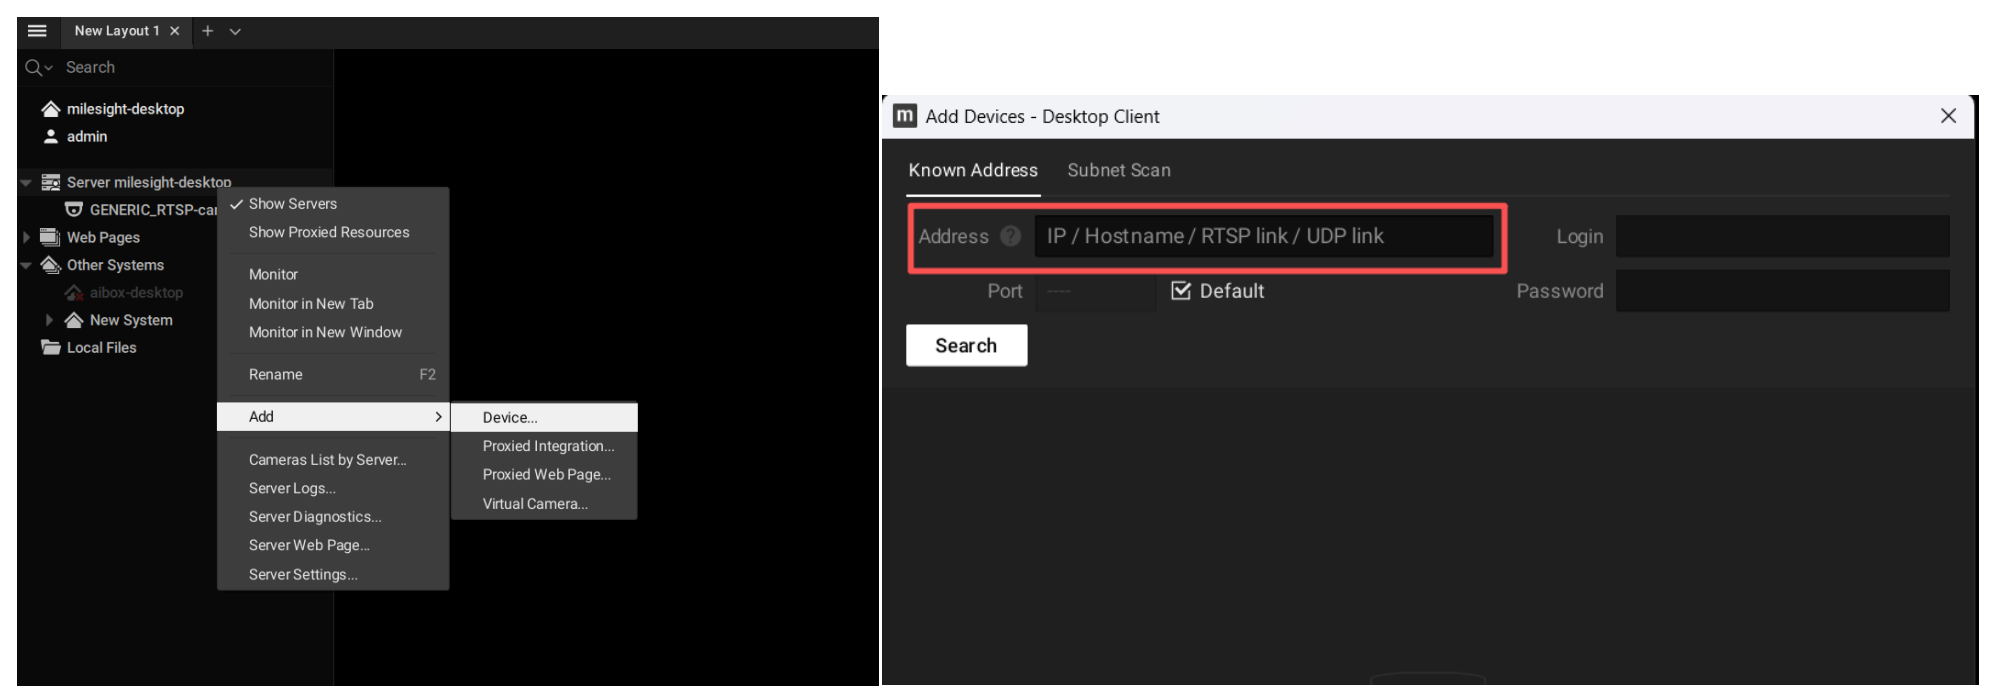 New Layout 1
Search
milesight-desktop
admin
Server milesight-desktop
GENERIC_RTSP-car
Web Pages
Other Systems
aibox-desktop
New System
Local Files
Show Servers
Show Proxied Resources
Monitor
Monitor in New Tab
Monitor in New Window
Rename F2
Add
Cameras List by Server...
Server Logs...
Server Diagnostics...
Server Web Page...
Server Settings...
Device...
Proxied Integration...
Proxied Web Page...
Virtual Camera...
m Add Devices - Desktop Client
Known Address Subnet Scan
Address ? IP / Hostname / RTSP link / UDP link Login
Port ---- Default Password
Search